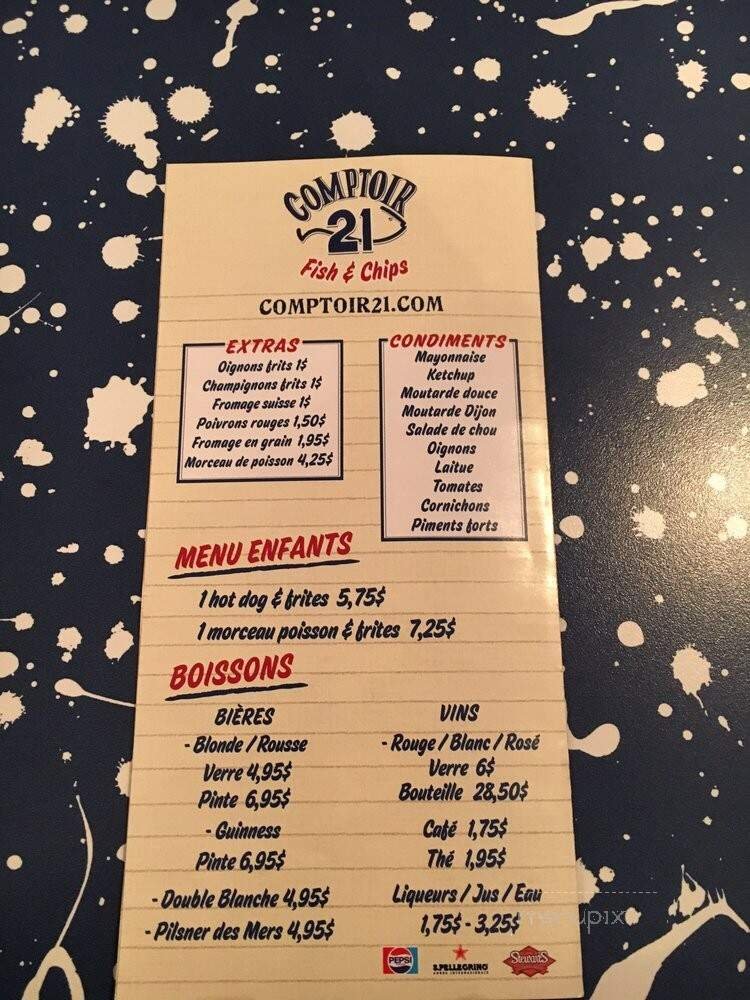 COMPTOIR
21
Fish & Chips
COMPTOIR21.COM
EXTRAS
Oignons frits 1$
Champignons frits 1$
Fromage suisse 1$
Poivrons rouges 1,50$
Fromage en grain 1,95$
Morceau de poisson 4,25$
CONDIMENTS
Mayonnaise
Ketchup
Moutarde douce
Moutarde Dijon
Salade de chou
Oignons
Laitue
Tomates
Cornichons
Piments forts
MENU ENFANTS
1 hot dog & frites 5,75$
1 morceau poisson & frites 7,25$
BOISSONS
BIÈRES
- Blonde / Rousse
Verre 4,95$
Pinte 6,95$
- Guinness
Pinte 6,95$
- Double Blanche 4,95$
- Pilsner des Mers 4,95$
VINS
- Rouge / Blanc / Rosé
Verre 6$
Bouteille 28,50$
Café 1,75$
Thé 1,95$
Liqueurs / Jus / Eau
1,75$ - 3,25$
PEPSI
S.PELLEGRINO
Stewart's
menupix